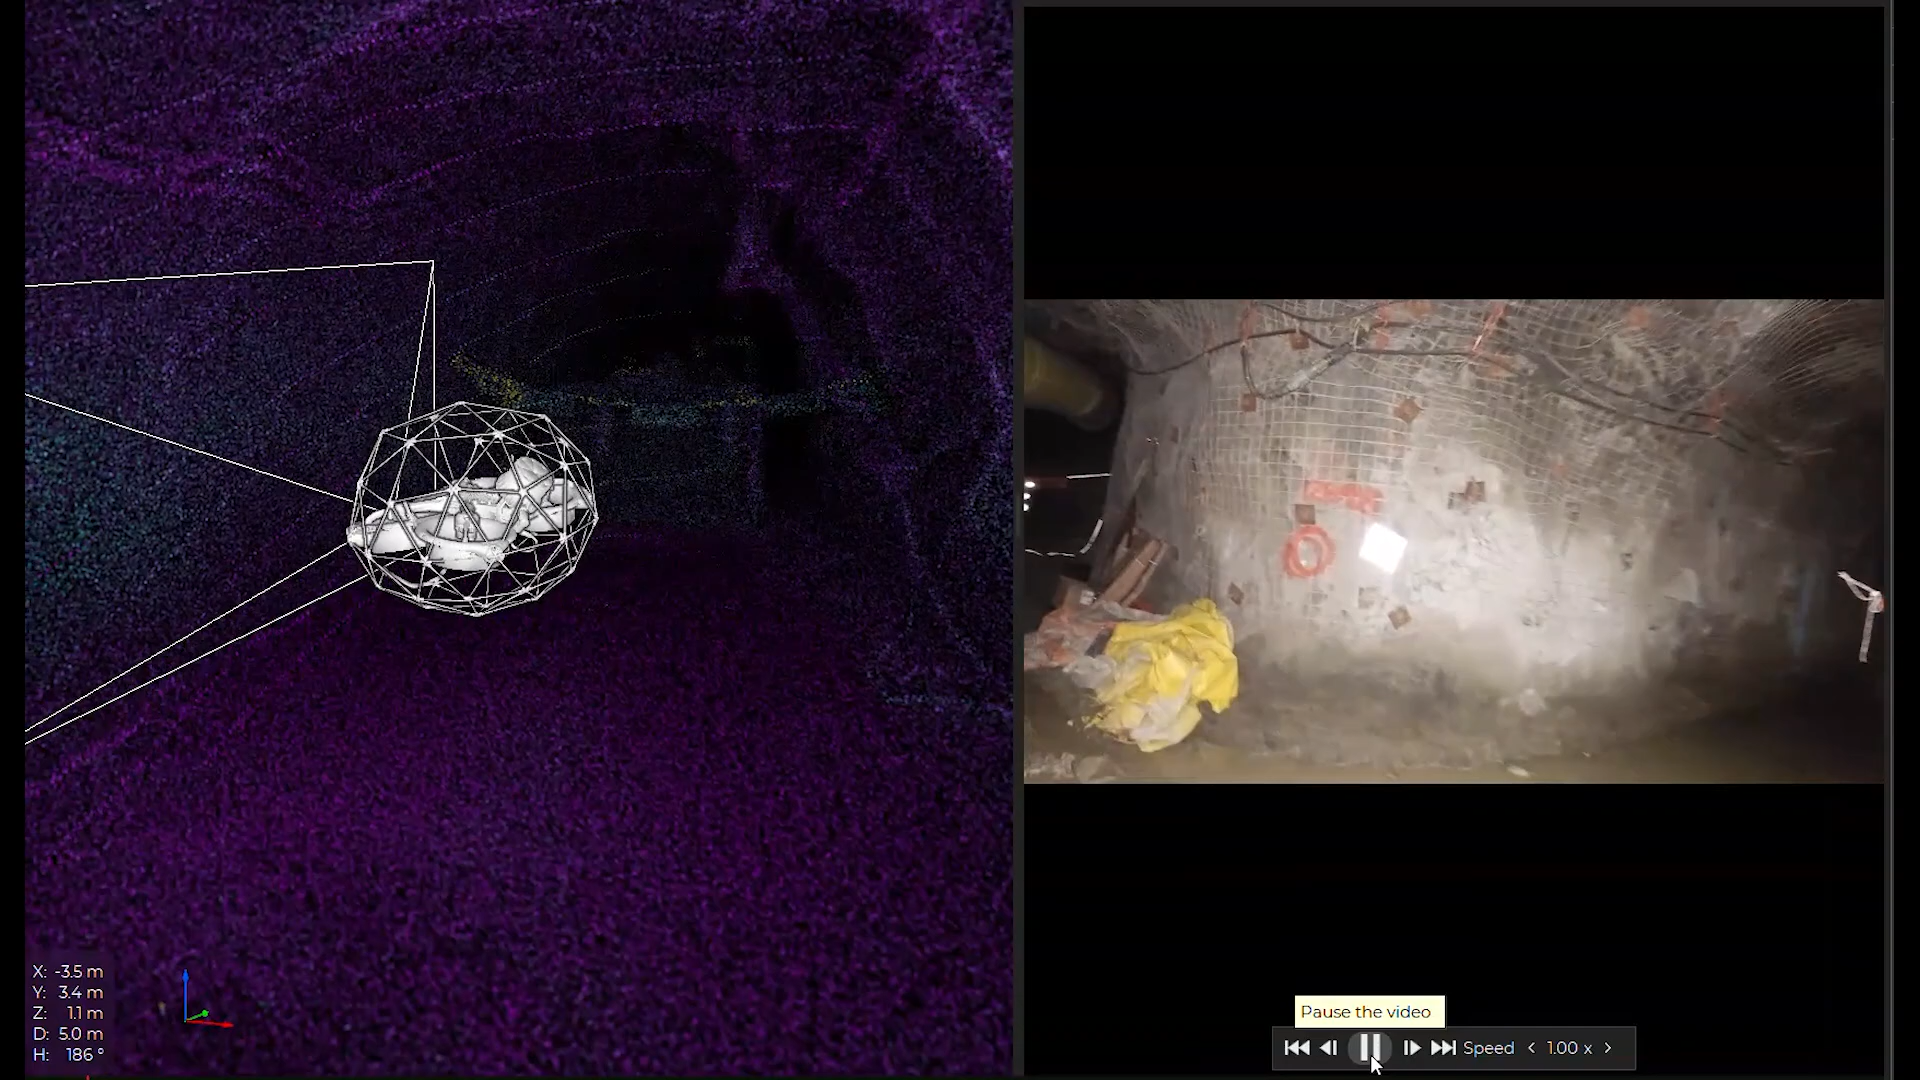 X: -3.5 m
Y: 3.4 m
Z: 1.1 m
D: 5.0 m
H: 186 °
Pause the video
Speed < 1.00 x >